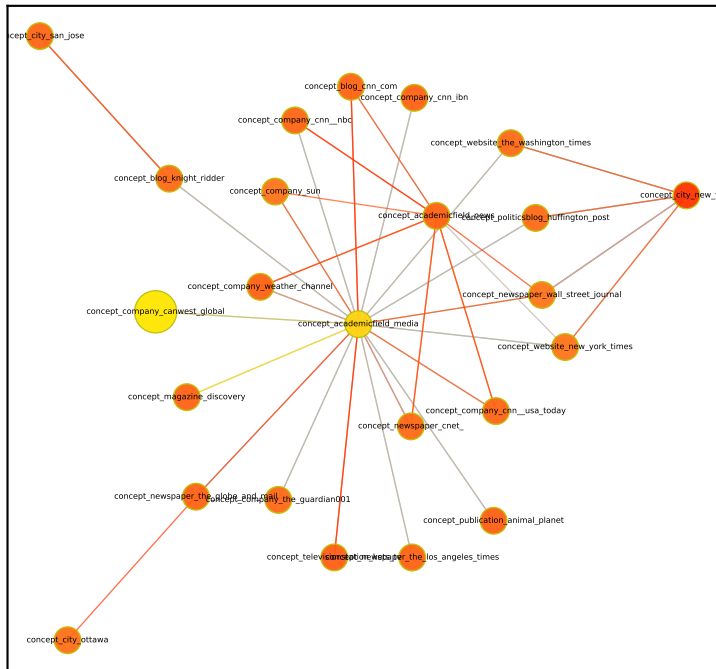 cept_city_san_jose
concept_blog_cnn_com
concept_company_cnn_ibn
concept_company_cnn__nbc
concept_website_the_washington_times
concept_blog_knight_ridder
concept_company_sun
concept_city_new_y
concept_academicfield_news
concept_politicsblog_huffington_post
concept_company_weather_channel
concept_newspaper_wall_street_journal
concept_company_canwest_global
concept_academicfield_media
concept_website_new_york_times
concept_magazine_discovery
concept_company_cnn__usa_today
concept_newspaper_cnet_
concept_newspaper_the_globe_and_mail
concept_company_the_guardian001
concept_publication_animal_planet
concept_newspaper_the_los_angeles_times
concept_city_ottawa